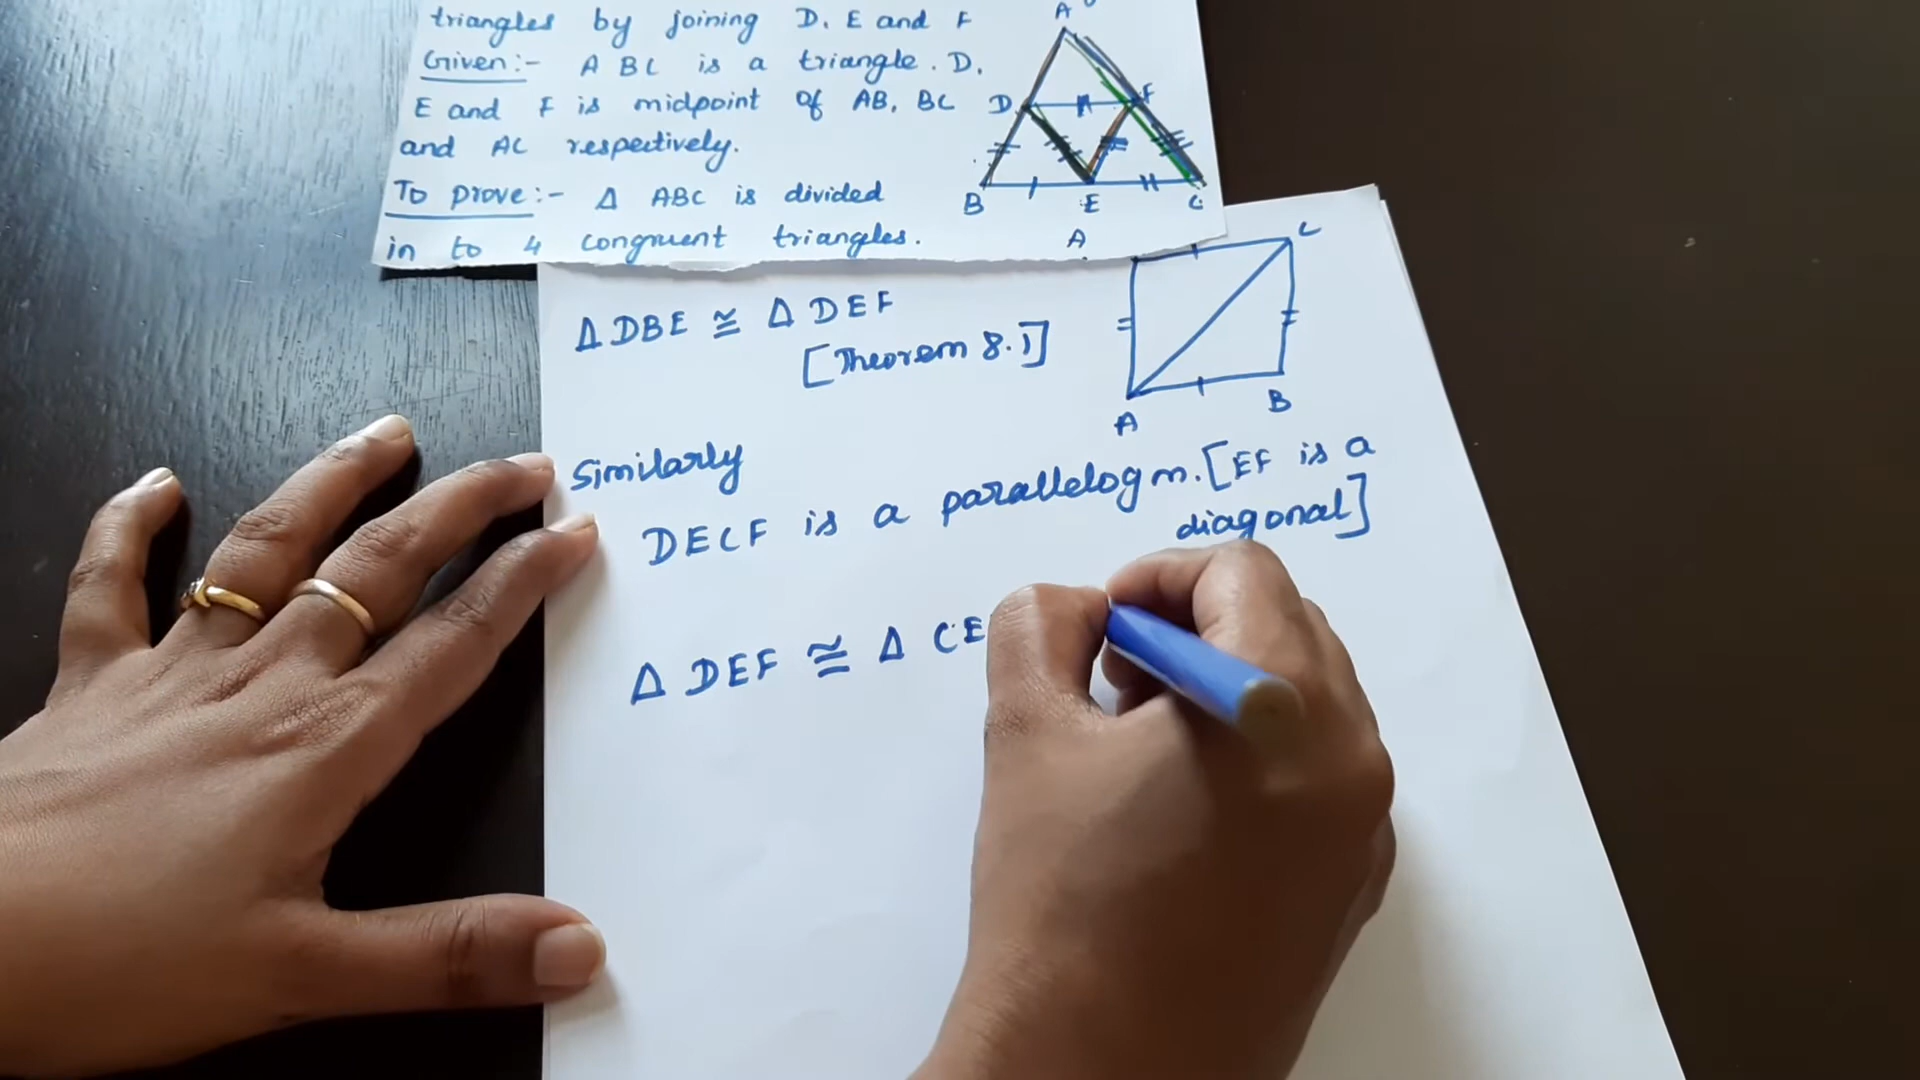 triangles by joining D, E and F
Given:- A BC is a triangle. D,
E and F is midpoint of AB, BC
and AC respectively.
To prove:- Δ ABC is divided
in to 4 congruent triangles.
A
D
F
B
E
C
A
ΔDBE ≅ Δ DEF
[Theorem 8.1]
C
A
B
Similarly
DECF is a parallelogm. [EF is a
diagonal]
Δ DEF ≅ Δ CE